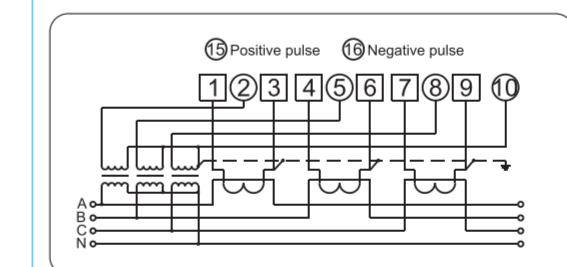 ⑮ Positive pulse ⑯ Negative pulse
1 ② 3 4 ⑤ 6 7 ⑧ 9 ⑩
A
B
C
N